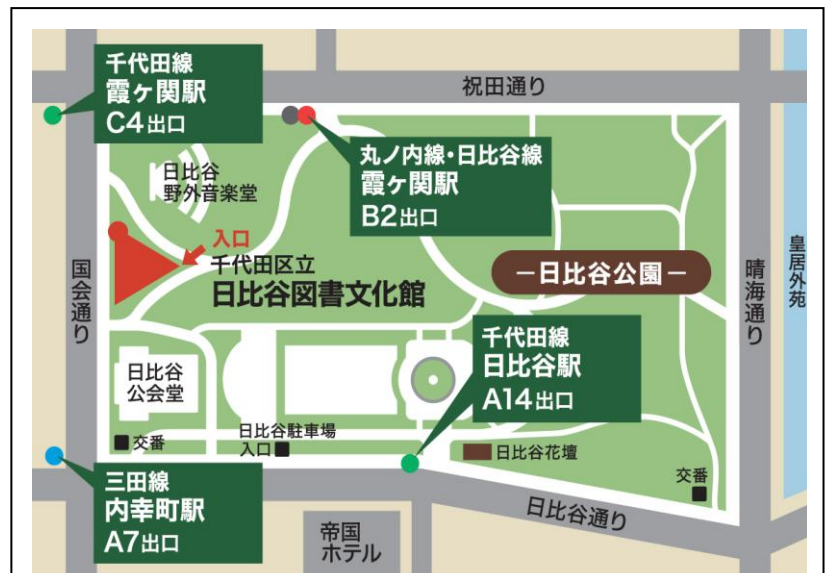 千代田線
霞ヶ関駅
C4出口
祝田通り
丸ノ内線・日比谷線
霞ヶ関駅
B2出口
日比谷
野外音楽堂
入口
千代田区立
日比谷図書文化館
ー日比谷公園ー
国会通り
晴海通り
皇居外苑
千代田線
日比谷駅
A14出口
日比谷
公会堂
交番
日比谷駐車場
入口
日比谷花壇
交番
三田線
内幸町駅
A7出口
日比谷通り
帝国
ホテル